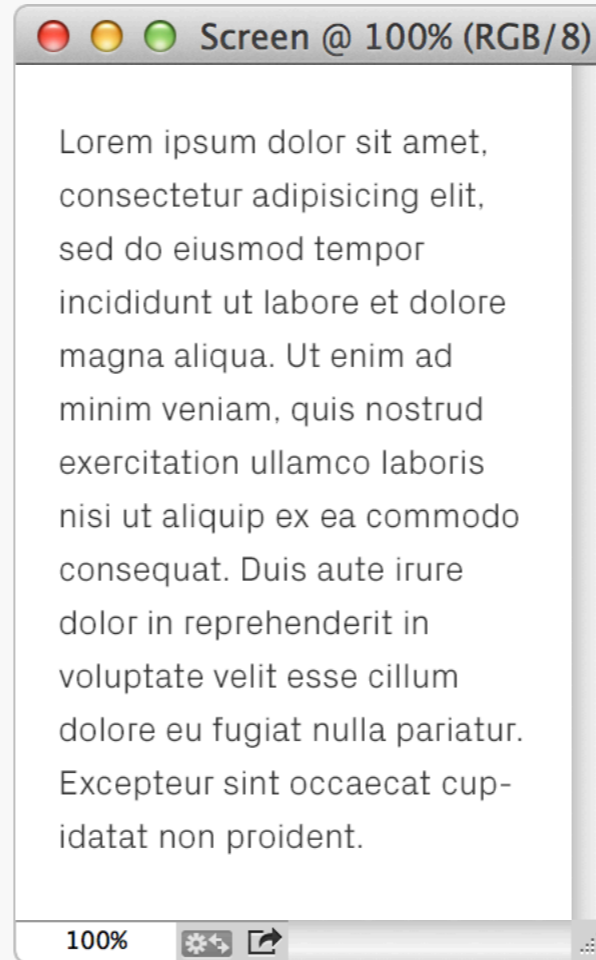 Screen @ 100% (RGB/8)
Lorem ipsum dolor sit amet,
consectetur adipisicing elit,
sed do eiusmod tempor
incididunt ut labore et dolore
magna aliqua. Ut enim ad
minim veniam, quis nostrud
exercitation ullamco laboris
nisi ut aliquip ex ea commodo
consequat. Duis aute irure
dolor in reprehenderit in
voluptate velit esse cillum
dolore eu fugiat nulla pariatur.
Excepteur sint occaecat cup-
idatat non proident.
100%